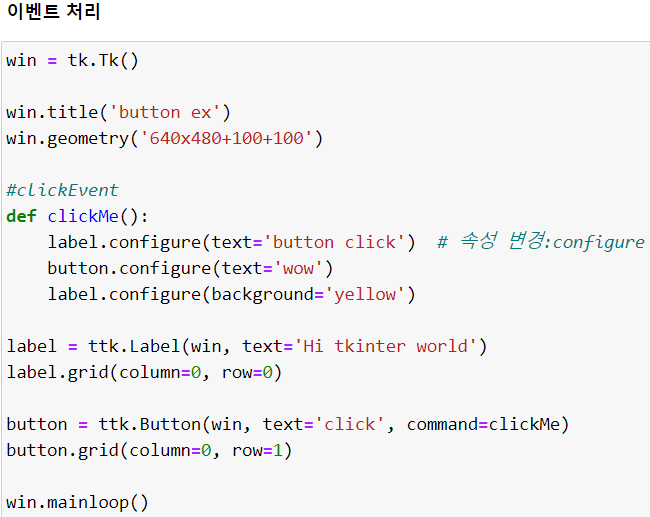 이벤트 처리
win = tk.Tk()
win.title('button ex')
win.geometry('640x480+100+100')
#clickEvent
def clickMe():
    label.configure(text='button click')  # 속성 변경:configure
    button.configure(text='wow')
    label.configure(background='yellow')
label = ttk.Label(win, text='Hi tkinter world')
label.grid(column=0, row=0)
button = ttk.Button(win, text='click', command=clickMe)
button.grid(column=0, row=1)
win.mainloop()